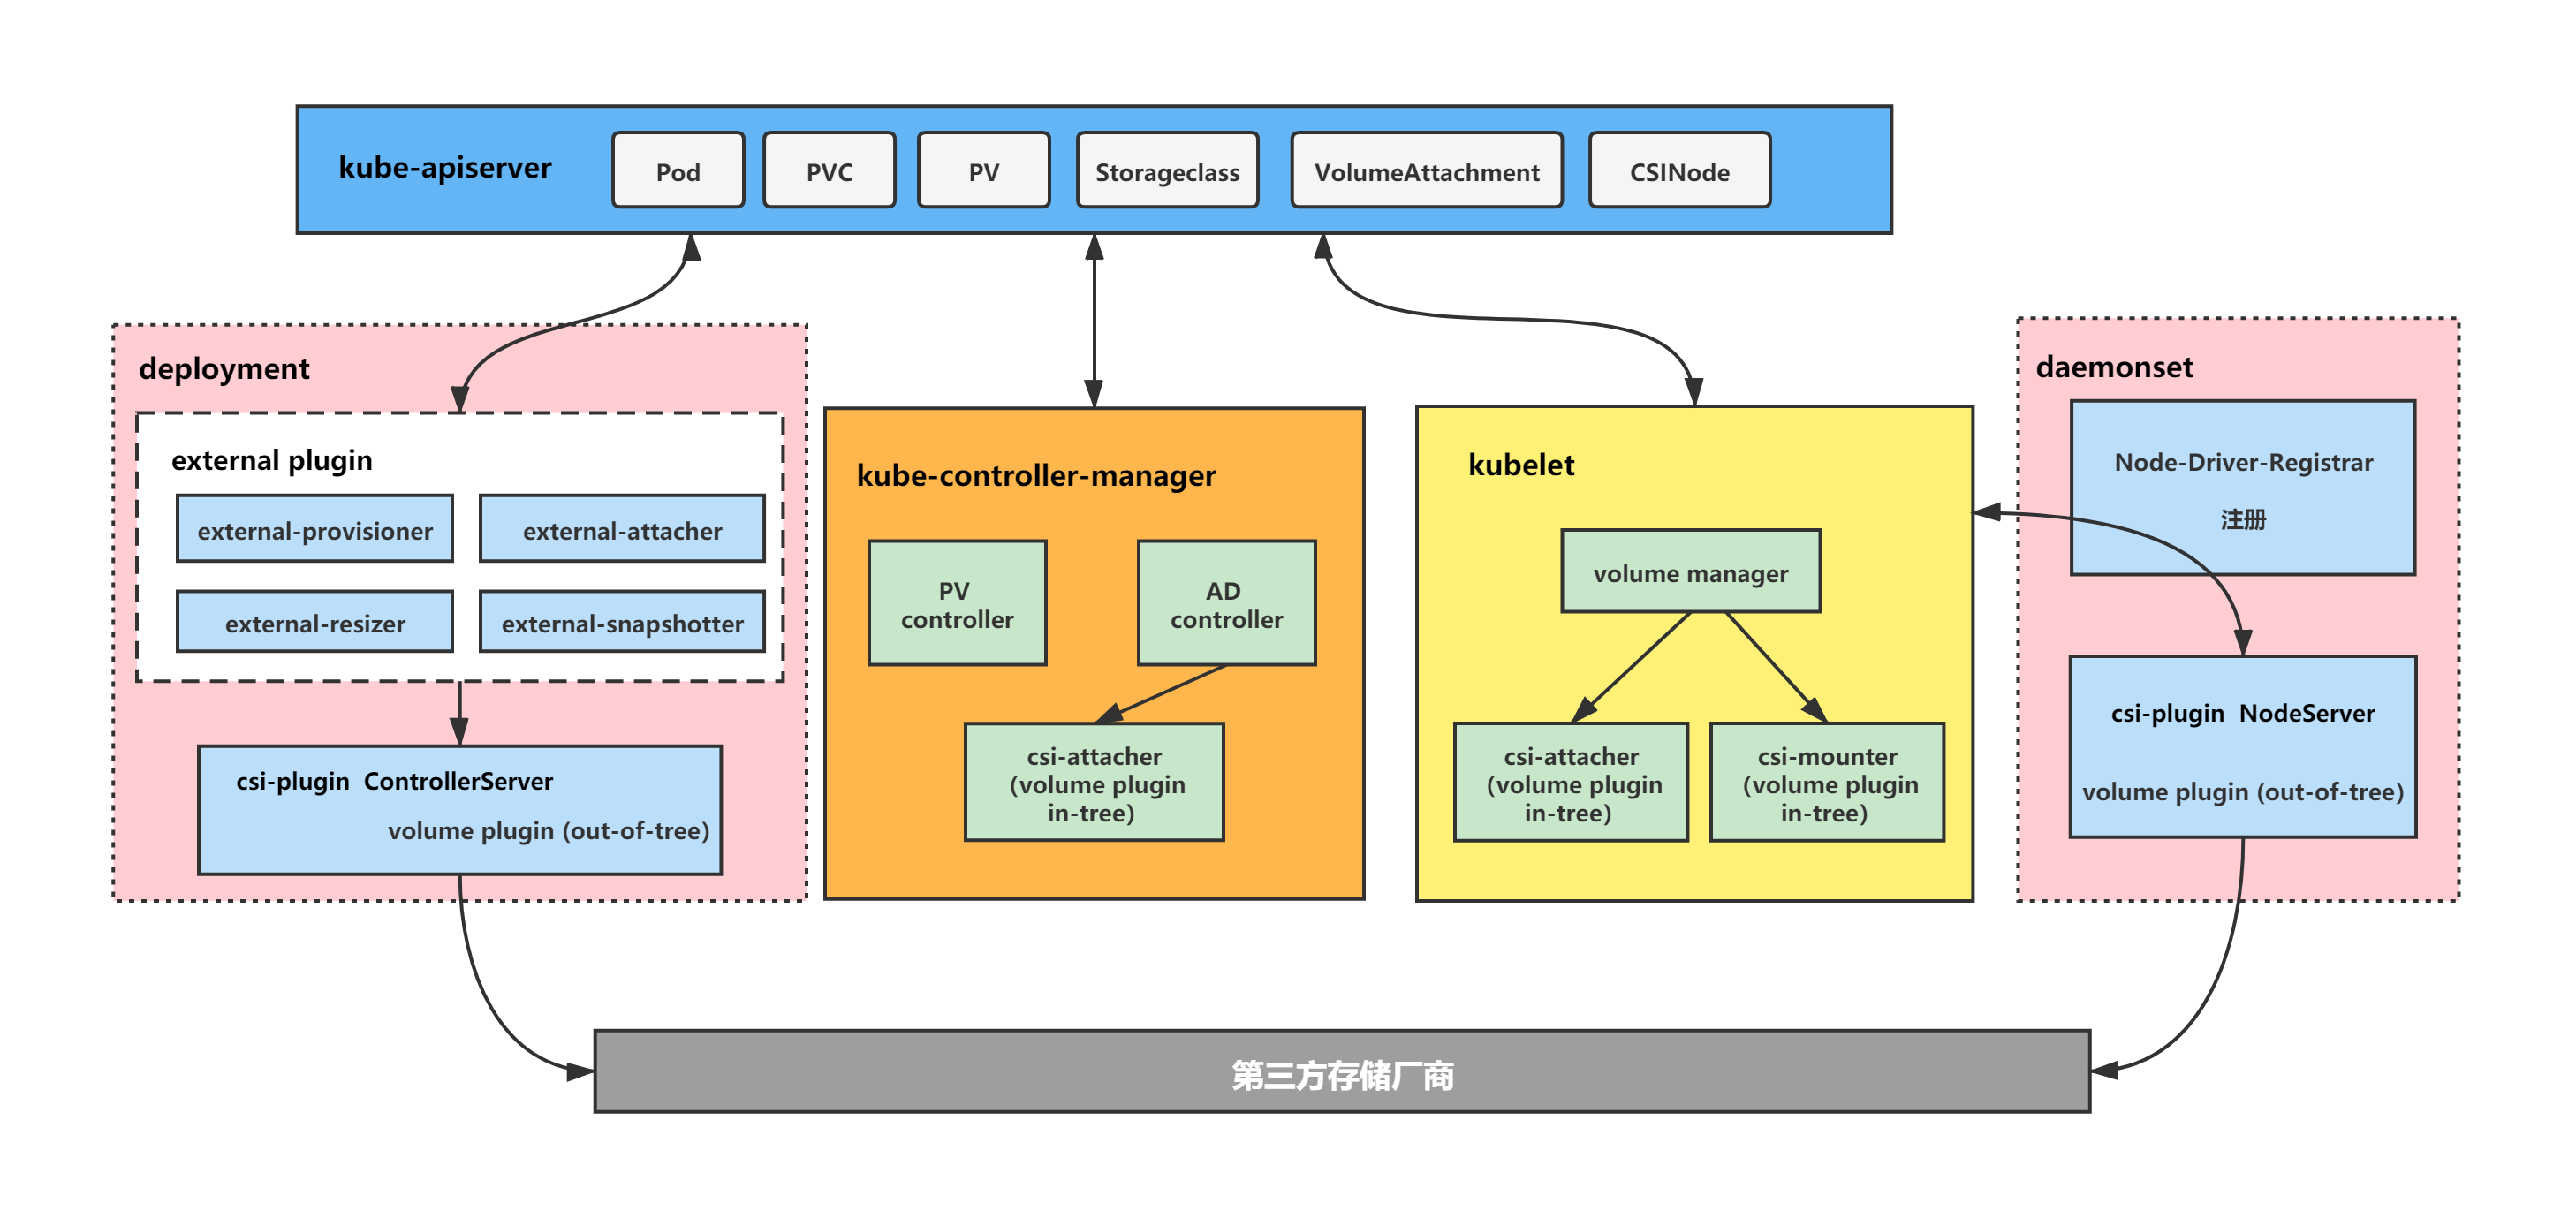 kube-apiserver
Pod
PVC
PV
Storageclass
VolumeAttachment
CSINode
deployment
external plugin
external-provisioner
external-attacher
external-resizer
external-snapshotter
csi-plugin ControllerServer
volume plugin (out-of-tree)
kube-controller-manager
PV
controller
AD
controller
csi-attacher
(volume plugin
in-tree)
kubelet
volume manager
csi-attacher
(volume plugin
in-tree)
csi-mounter
(volume plugin
in-tree)
daemonset
Node-Driver-Registrar
注册
csi-plugin NodeServer
volume plugin (out-of-tree)
第三方存储厂商